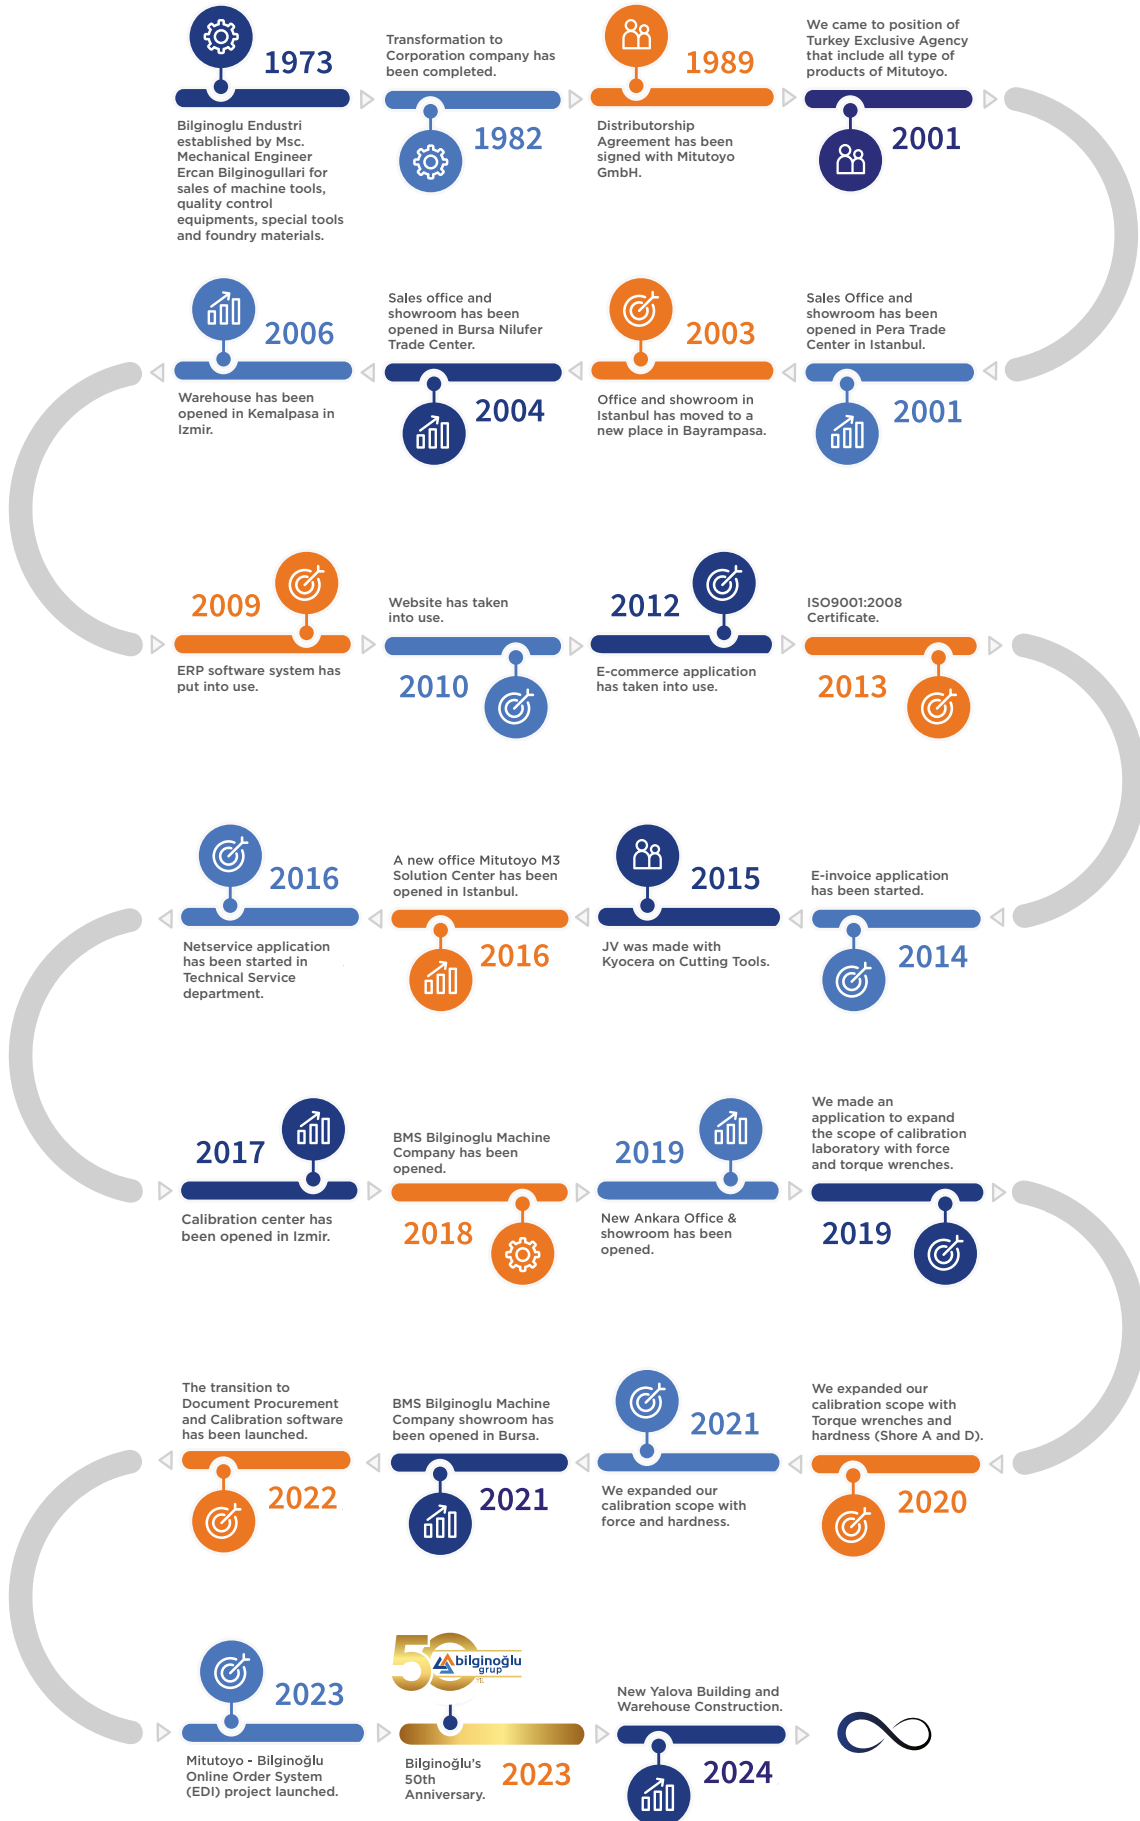 1973
Bilginoglu Endustri
established by Msc.
Mechanical Engineer
Ercan Bilginogullari for
sales of machine tools,
quality control
equipments, special tools
and foundry materials.
Transformation to
Corporation company has
been completed.
1982
1989
Distributorship
Agreement has been
signed with Mitutoyo
GmbH.
We came to position of
Turkey Exclusive Agency
that include all type of
products of Mitutoyo.
2001
Sales Office and
showroom has been
opened in Pera Trade
Center in Istanbul.
2001
2003
Office and showroom in
Istanbul has moved to a
new place in Bayrampasa.
Sales office and
showroom has been
opened in Bursa Nilufer
Trade Center.
2004
2006
Warehouse has been
opened in Kemalpasa in
Izmir.
2009
ERP software system has
put into use.
Website has taken
into use.
2010
2012
E-commerce application
has taken into use.
ISO9001:2008
Certificate.
2013
E-invoice application
has been started.
2014
2015
JV was made with
Kyocera on Cutting Tools.
A new office Mitutoyo M3
Solution Center has been
opened in Istanbul.
2016
2016
Netservice application
has been started in
Technical Service
department.
2017
Calibration center has
been opened in Izmir.
BMS Bilginoglu Machine
Company has been
opened.
2018
2019
New Ankara Office &
showroom has been
opened.
We made an
application to expand
the scope of calibration
laboratory with force
and torque wrenches.
2019
We expanded our
calibration scope with
Torque wrenches and
hardness (Shore A and D).
2020
2021
We expanded our
calibration scope with
force and hardness.
BMS Bilginoglu Machine
Company showroom has
been opened in Bursa.
2021
The transition to
Document Procurement
and Calibration software
has been launched.
2022
2023
Mitutoyo - Bilginoğlu
Online Order System
(EDI) project launched.
50
bilginoğlu
grup
Bilginoğlu's
50th
Anniversary.
2023
New Yalova Building and
Warehouse Construction.
2024